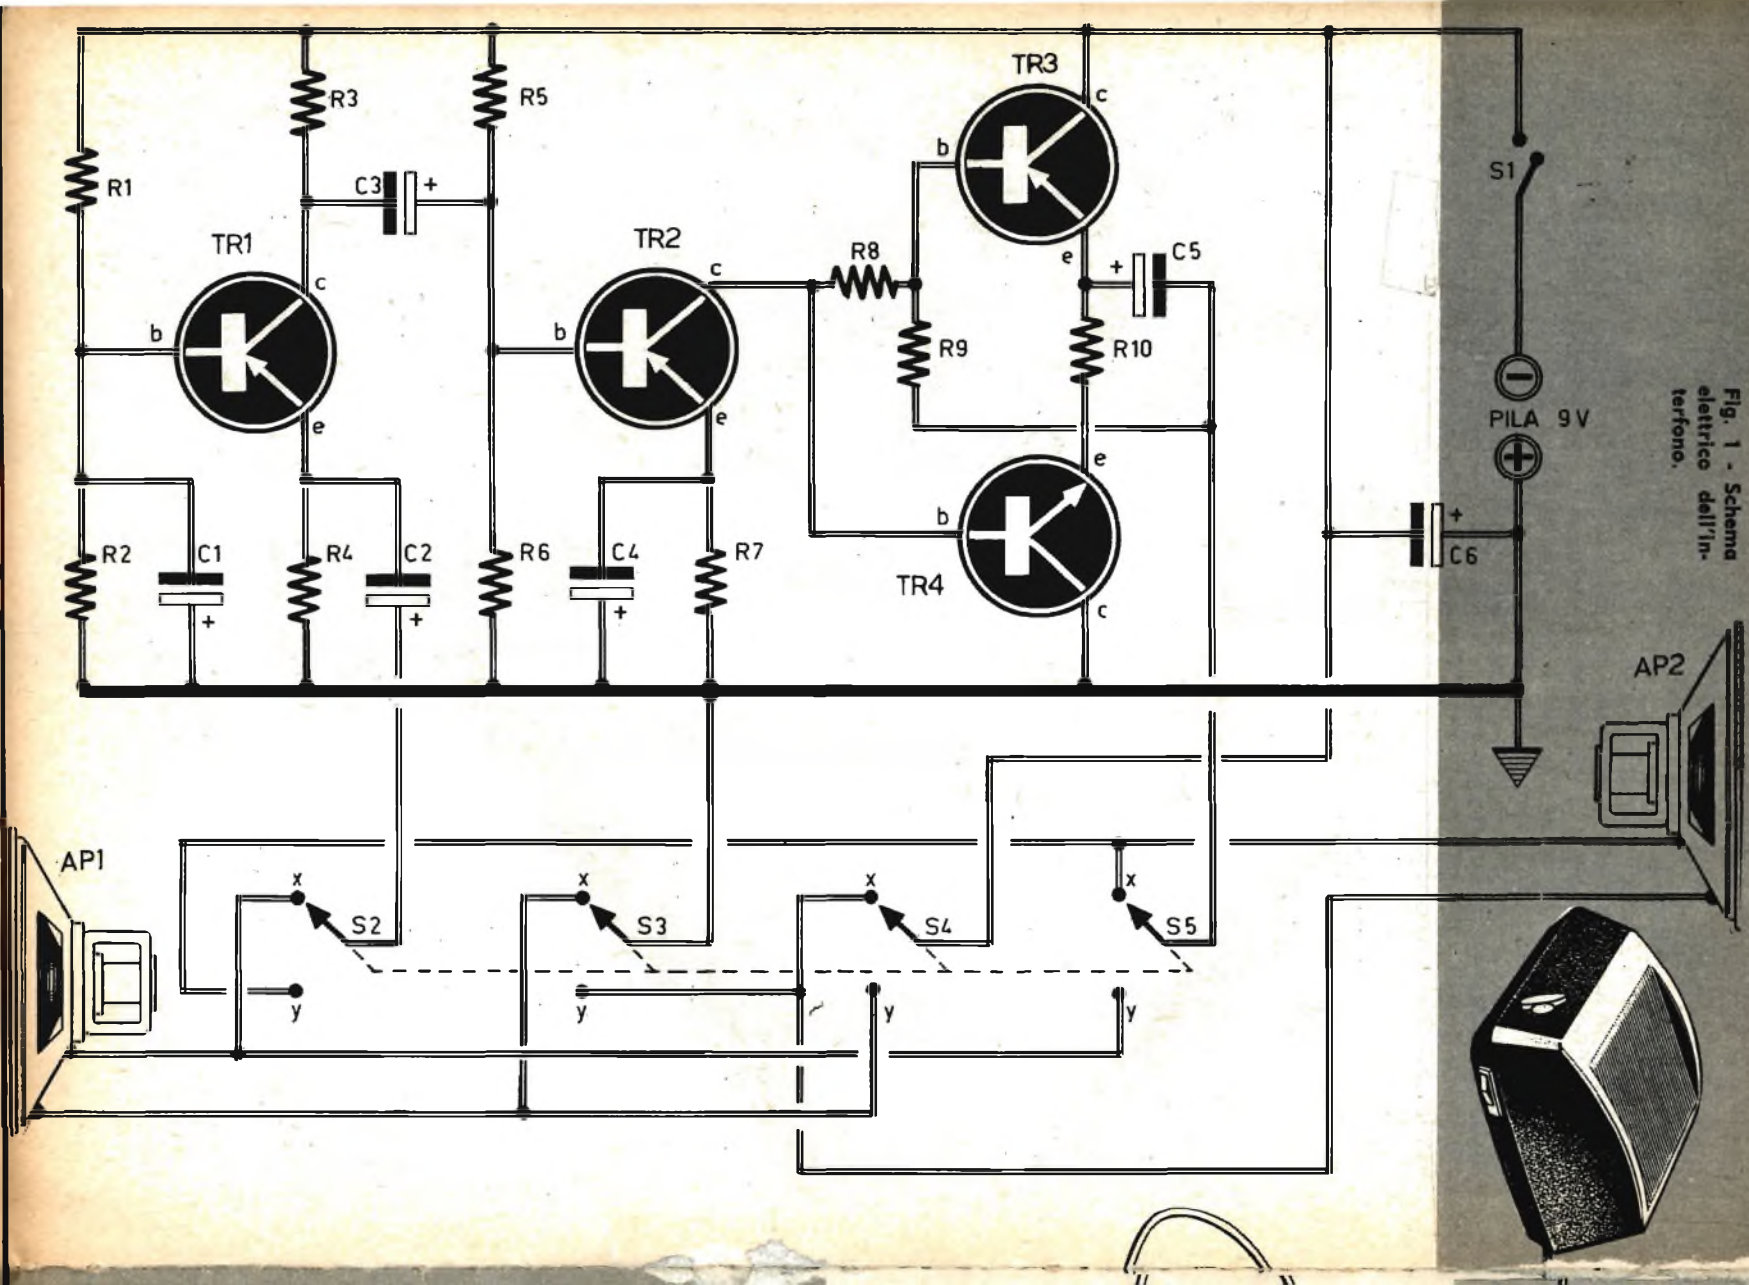 TR3
R3
R5
c
b
S1
R1
C3
+
TR1
TR2
R8
e
+
C5
c
c
b
b
R9
R10
PILA 9V
e
e
e
b
c
TR4
R2
C1
R4
C2
R6
C4
R7
+
C6
+
+
+
AP2
AP1
x
x
x
x
S2
S3
S4
S5
y
y
y
y
Fig. 1 - Schema
elettrico dell'in-
terfono.